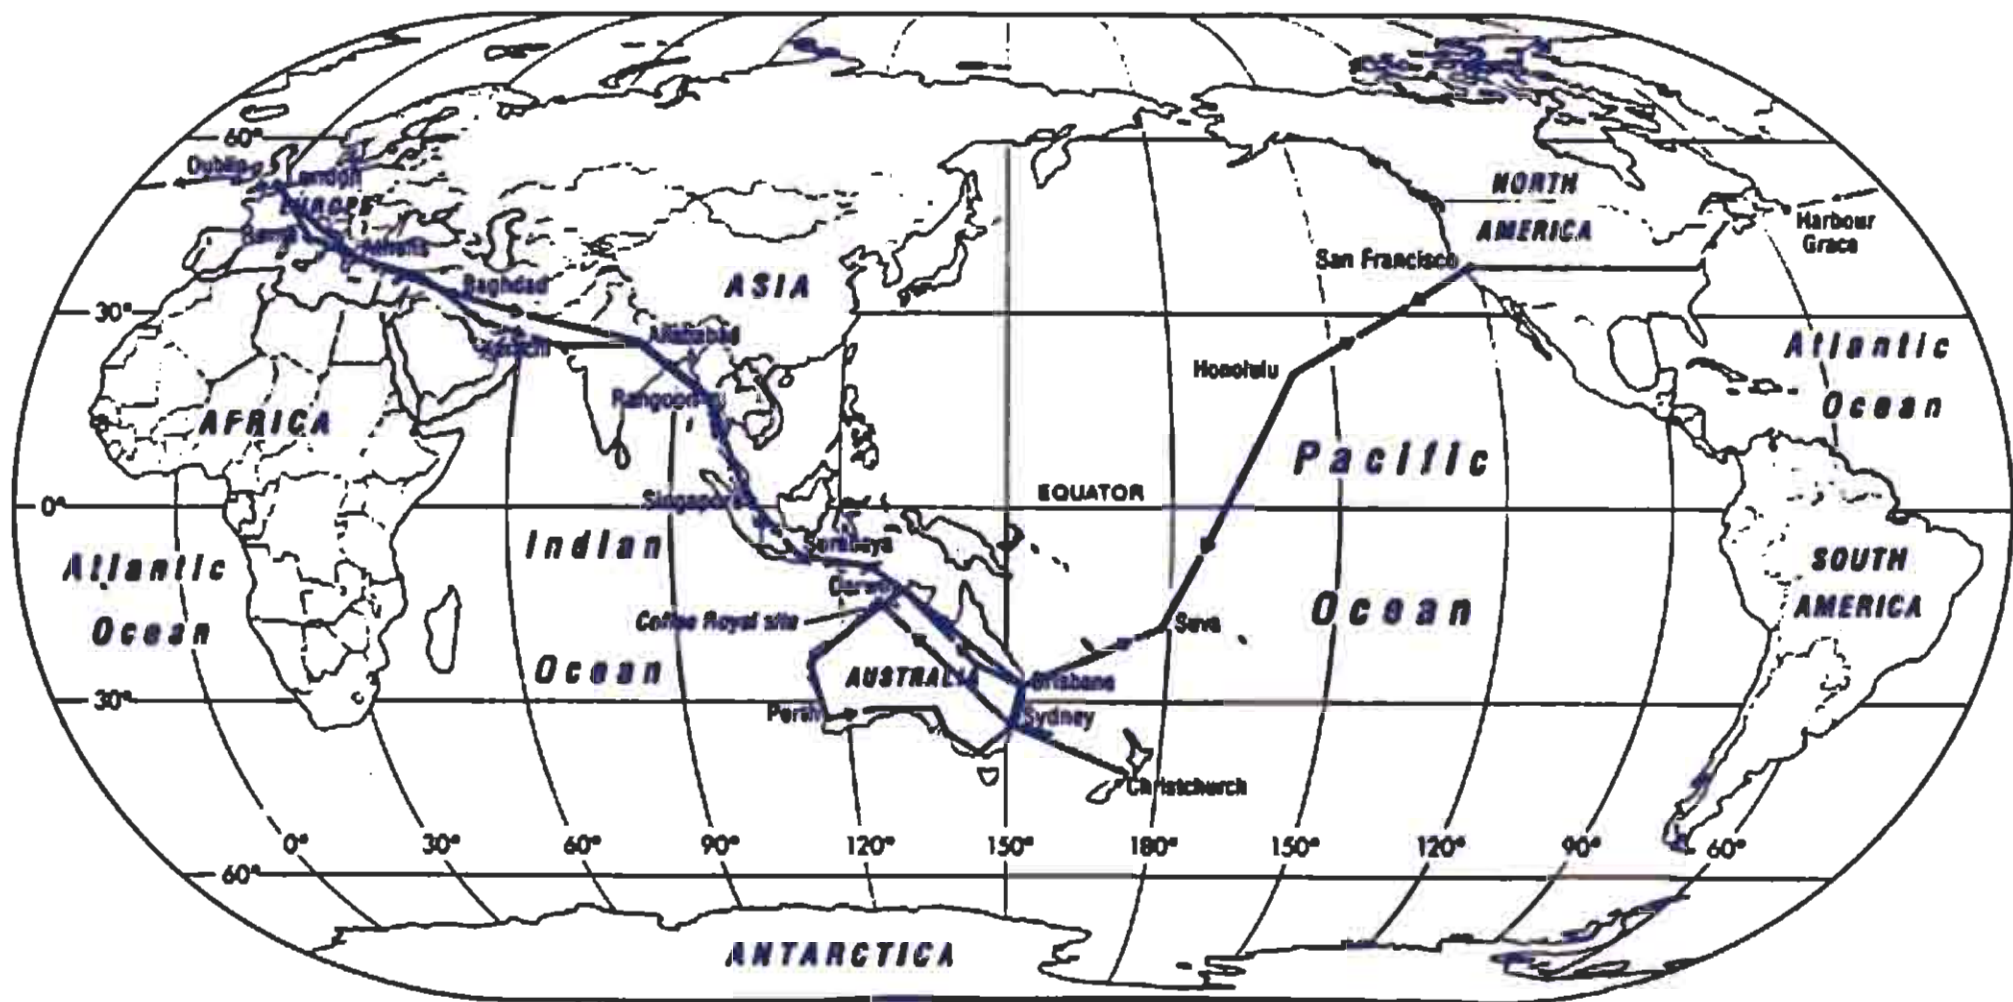 60°
Dublin
London
EUROPE
Rome
Athens
Baghdad
Karachi
Allahabad
Rangoon
ASIA
30°
AFRICA
NORTH
AMERICA
San Francisco
Harbour
Grace
Honolulu
Atlantic
Ocean
Pacific
Ocean
Singapore
0°
EQUATOR
Indian
Ocean
Atlantic
Ocean
Surabaya
Darwin
Coffee Royal site
Suva
SOUTH
AMERICA
AUSTRALIA
Brisbane
30°
Perth
Sydney
Christchurch
0°
30°
60°
90°
120°
150°
180°
150°
120°
90°
60°
60°
ANTARCTICA